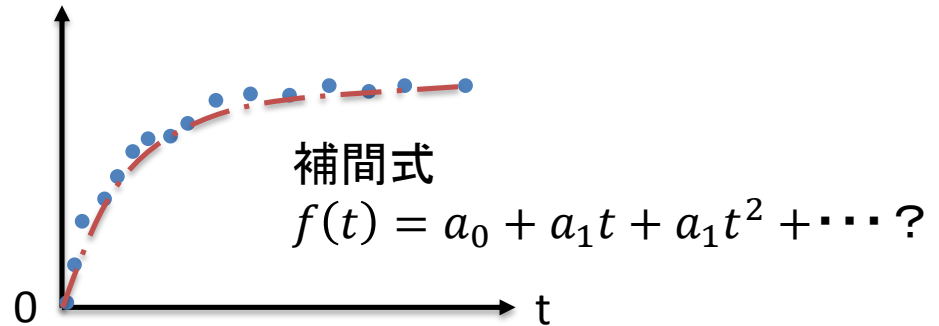 補間式
f(t) = a₀ + a₁t + a₁t² +・・・?
0
t